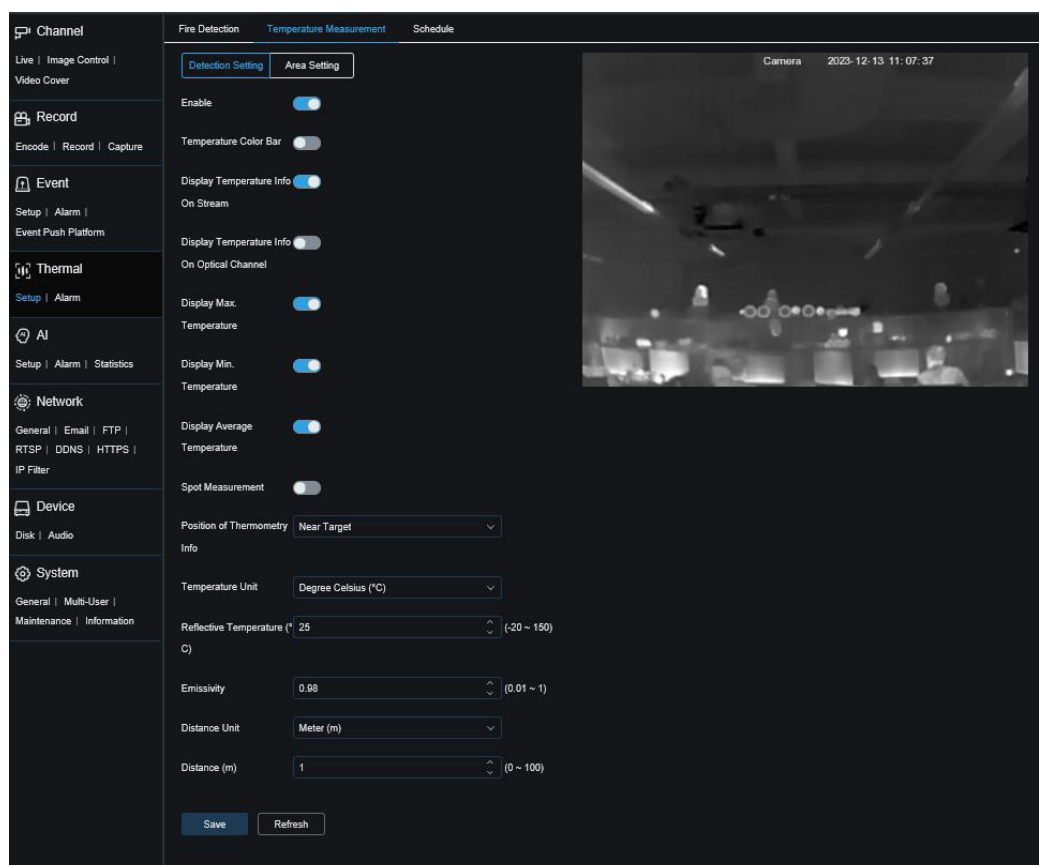 Channel
Live | Image Control |
Video Cover
Record
Encode | Record | Capture
Event
Setup | Alarm |
Event Push Platform
Thermal
Setup | Alarm
AI
Setup | Alarm | Statistics
Network
General | Email | FTP |
RTSP | DDNS | HTTPS |
IP Filter
Device
Disk | Audio
System
General | Multi-User |
Maintenance | Information
Fire Detection Temperature Measurement Schedule
Detection Setting Area Setting
Enable
Temperature Color Bar
Display Temperature Info
On Stream
Display Temperature Info
On Optical Channel
Display Max.
Temperature
Display Min.
Temperature
Display Average
Temperature
Spot Measurement
Position of Thermometry Near Target
Info
Temperature Unit Degree Celsius (°C)
Reflective Temperature (° 25 (-20 ~ 150)
C)
Emissivity 0.98 (0.01 ~ 1)
Distance Unit Meter (m)
Distance (m) 1 (0 ~ 100)
Save Refresh
Camera 2023-12-13 11:07:37